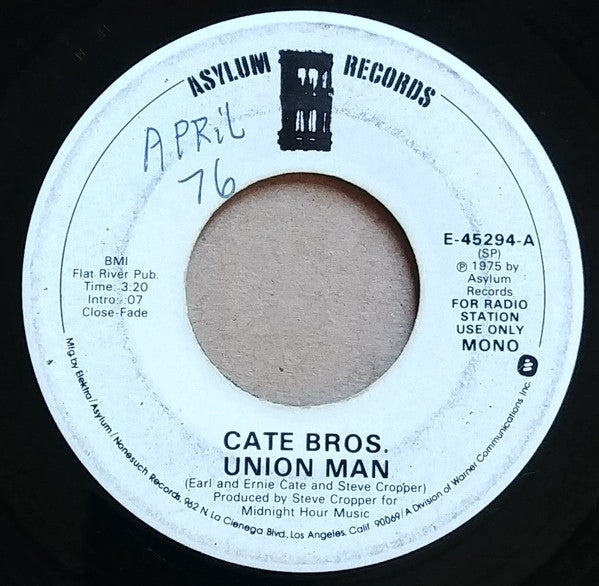 ASYLUM RECORDS
APRiL
76
BMI
Flat River Pub.
Time: 3:20
Intro: 07
Close-Fade
E-45294-A
(SP)
℗ 1975 by
Asylum
Records
FOR RADIO
STATION
USE ONLY
MONO
CATE BROS.
UNION MAN
(Earl and Ernie Cate and Steve Cropper)
Produced by Steve Cropper for
Midnight Hour Music
Mfg by Elektra/Asylum/Nonesuch Records, 962 N. La Cienega Blvd., Los Angeles, Calif. 90069/A Division of Warner Communications Inc.